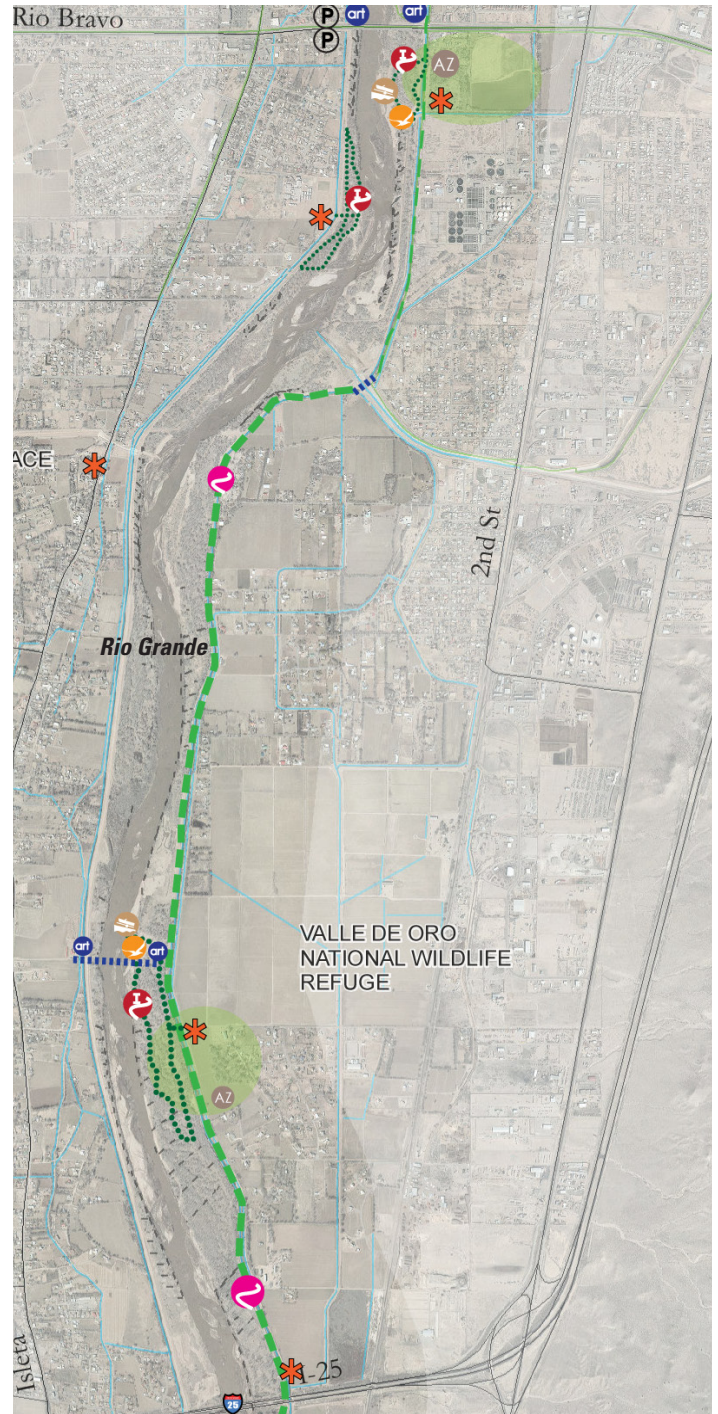 Rio Bravo
P
P
art
art
AZ
ACE
2nd St
Rio Grande
art
art
VALLE DE ORO
NATIONAL WILDLIFE
REFUGE
AZ
Isleta
I-25
25